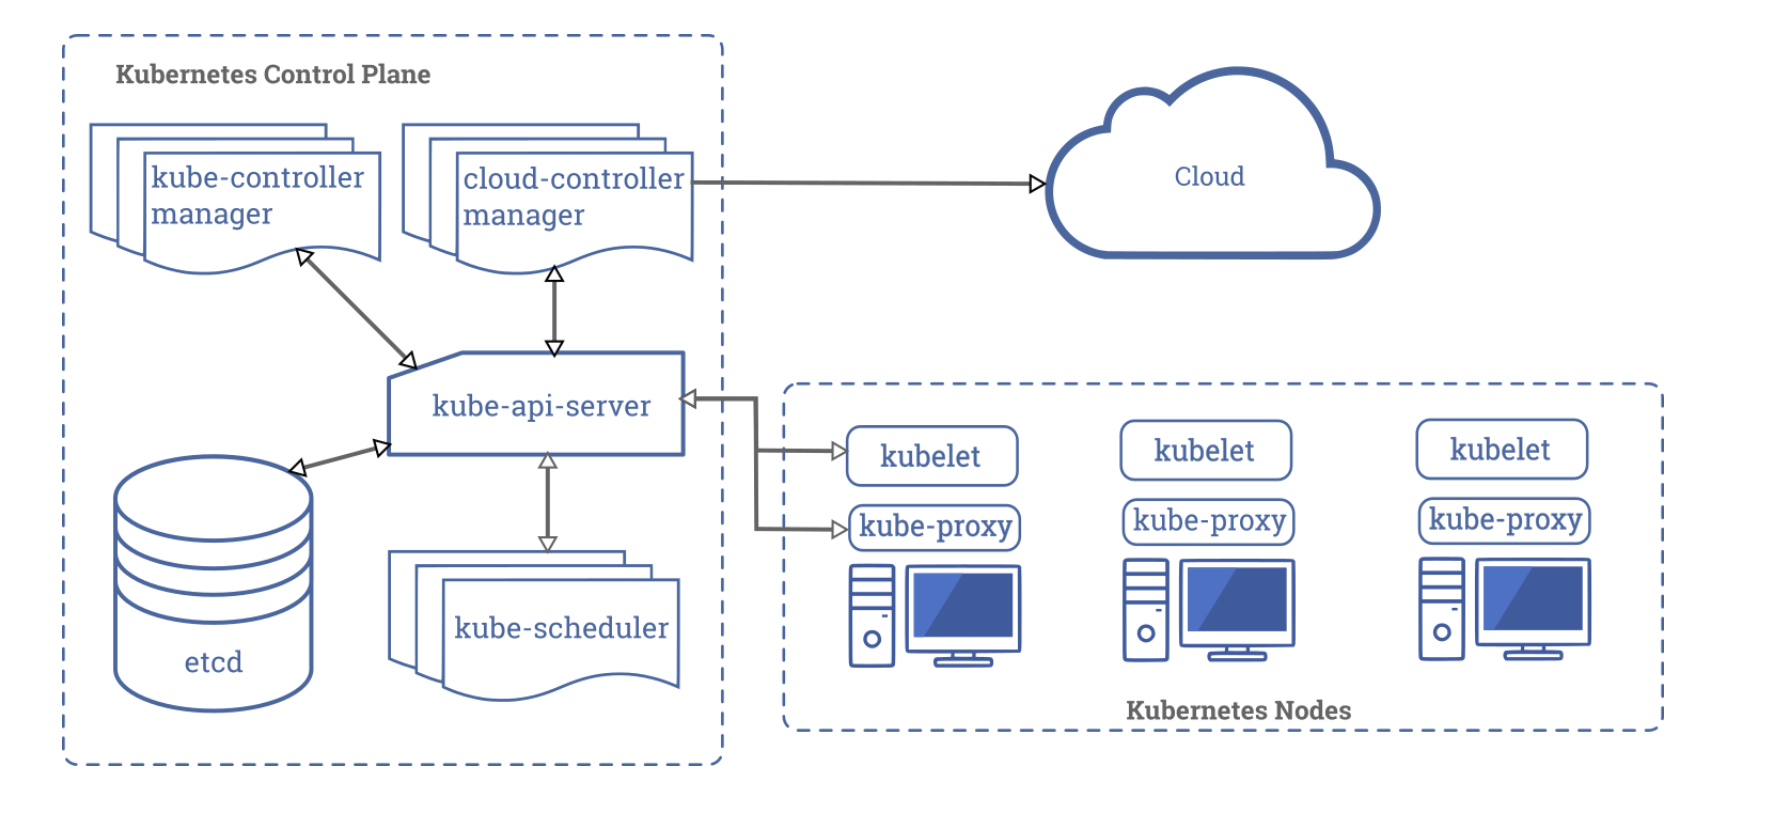 Kubernetes Control Plane
kube-controller
manager
cloud-controller
manager
Cloud
kube-api-server
etcd
kube-scheduler
kubelet
kube-proxy
kubelet
kube-proxy
kubelet
kube-proxy
Kubernetes Nodes